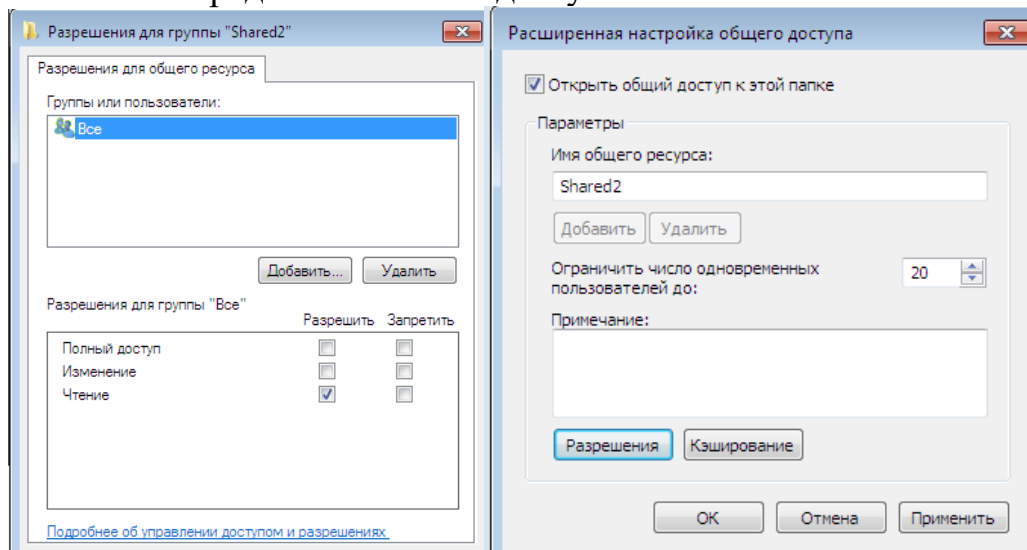 Разрешения для группы "Shared2"
Разрешения для общего ресурса
Группы или пользователи:
Все
Добавить...
Удалить
Разрешения для группы "Все"
Разрешить Запретить
Полный доступ
Изменение
Чтение
Подробнее об управлении доступом и разрешениях
Расширенная настройка общего доступа
Открыть общий доступ к этой папке
Параметры
Имя общего ресурса:
Shared2
Добавить Удалить
Ограничить число одновременных 20
пользователей до:
Примечание:
Разрешения Кэширование
ОК Отмена Применить